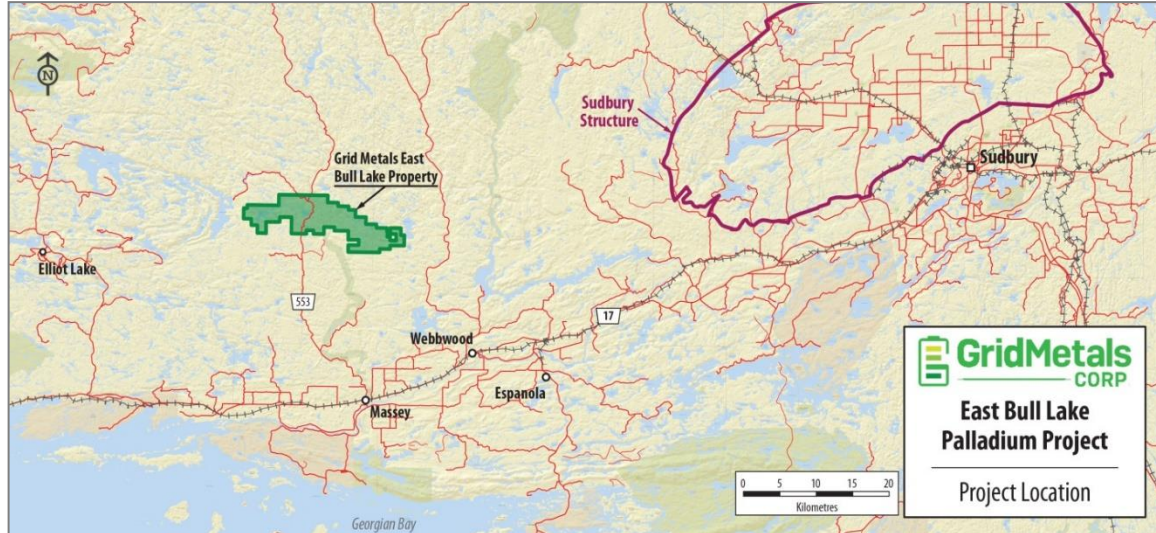 N
Sudbury
Structure
Grid Metals East
Bull Lake Property
Sudbury
Elliot Lake
553
17
Webbwood
Espanola
Massey
GridMetals
CORP
East Bull Lake
Palladium Project
Project Location
0 5 10 15 20
Kilometres
Georgian Bay